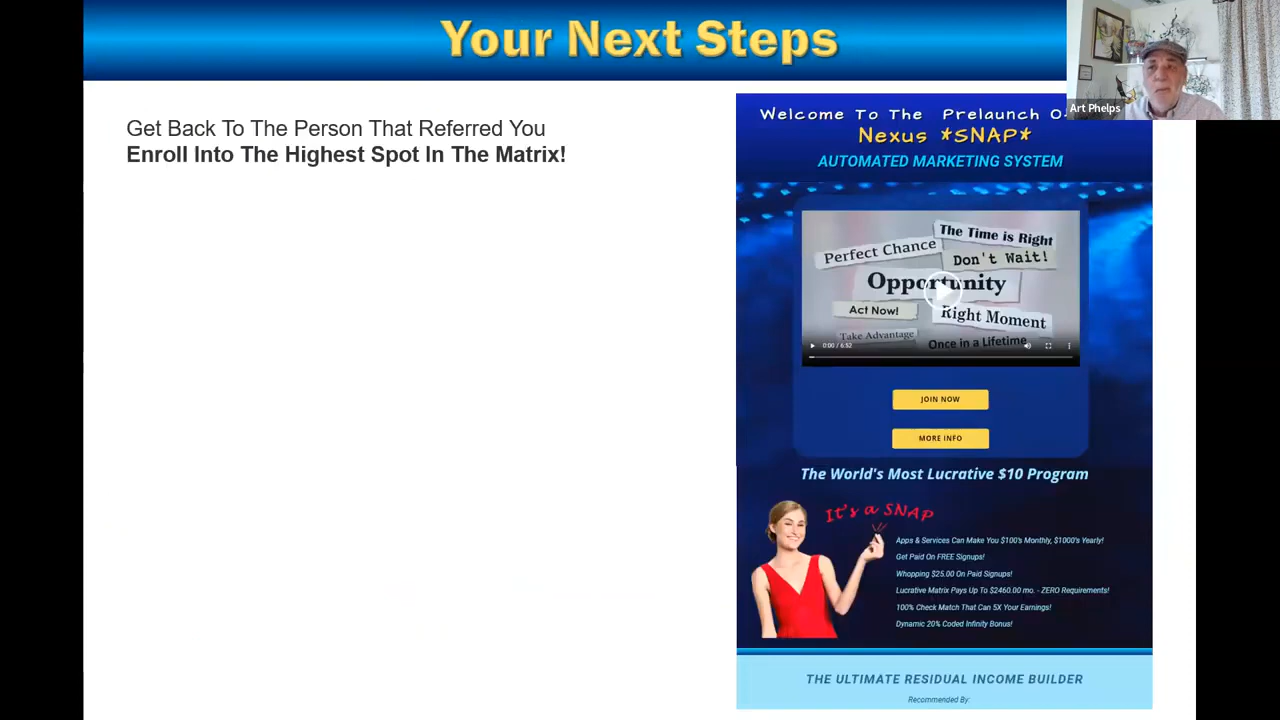 Your Next Steps
Art Phelps
Get Back To The Person That Referred You
Enroll Into The Highest Spot In The Matrix!
Welcome To The Prelaunch
Nexus *SNAP*
AUTOMATED MARKETING SYSTEM
The Time is Right
Perfect Chance
Don't Wait!
Opportunity
Act Now!
Right Moment
Take Advantage
Once in a Lifetime
0:00 / 6:52
JOIN NOW
MORE INFO
The World's Most Lucrative $10 Program
It's a SNAP
Apps & Services Can Make You $100's Monthly, $1000's Yearly!
Get Paid On FREE Signups!
Whopping $25.00 On Paid Signups!
Lucrative Matrix Pays Up To $2460.00 mo. - ZERO Requirements!
100% Check Match That Can 5X Your Earnings!
Dynamic 20% Coded Infinity Bonus!
THE ULTIMATE RESIDUAL INCOME BUILDER
Recommended By: